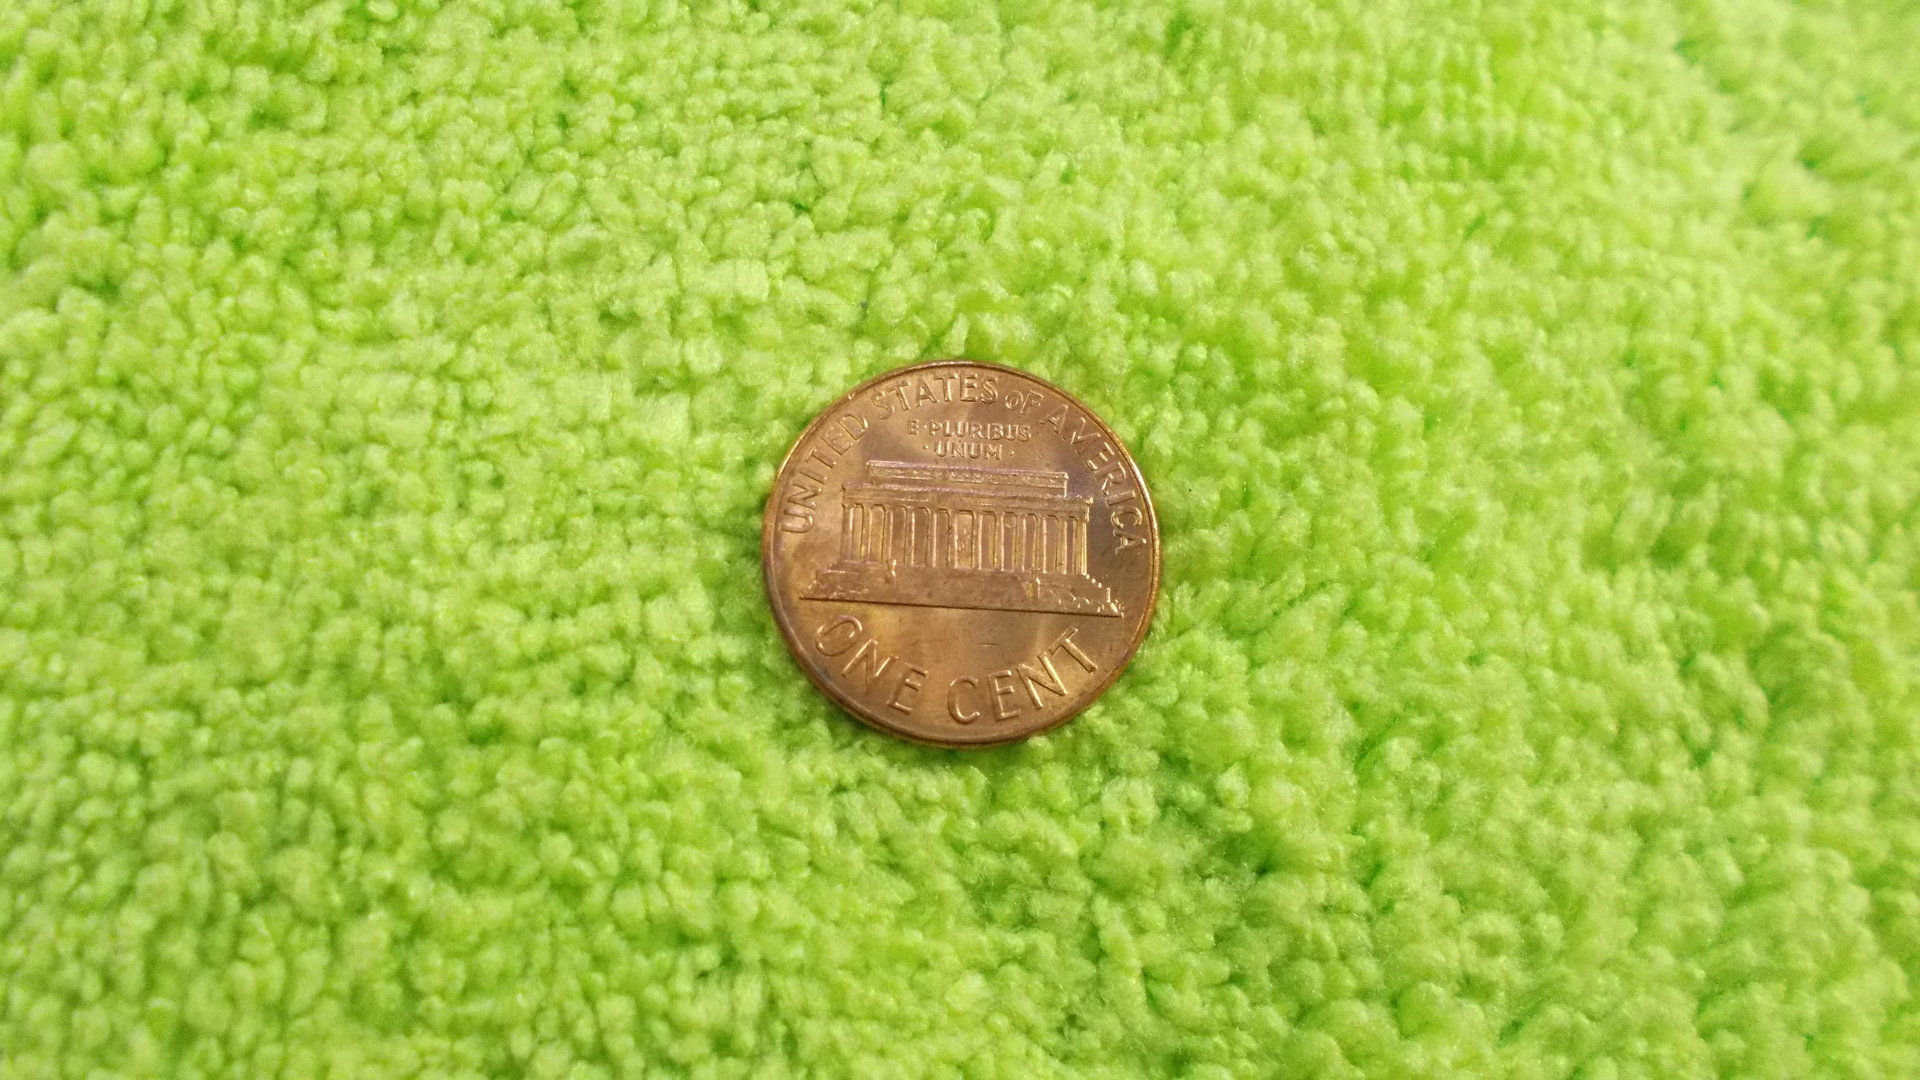 UNITED STATES OF AMERICA
E·PLURIBUS
·UNUM·
ONE CENT